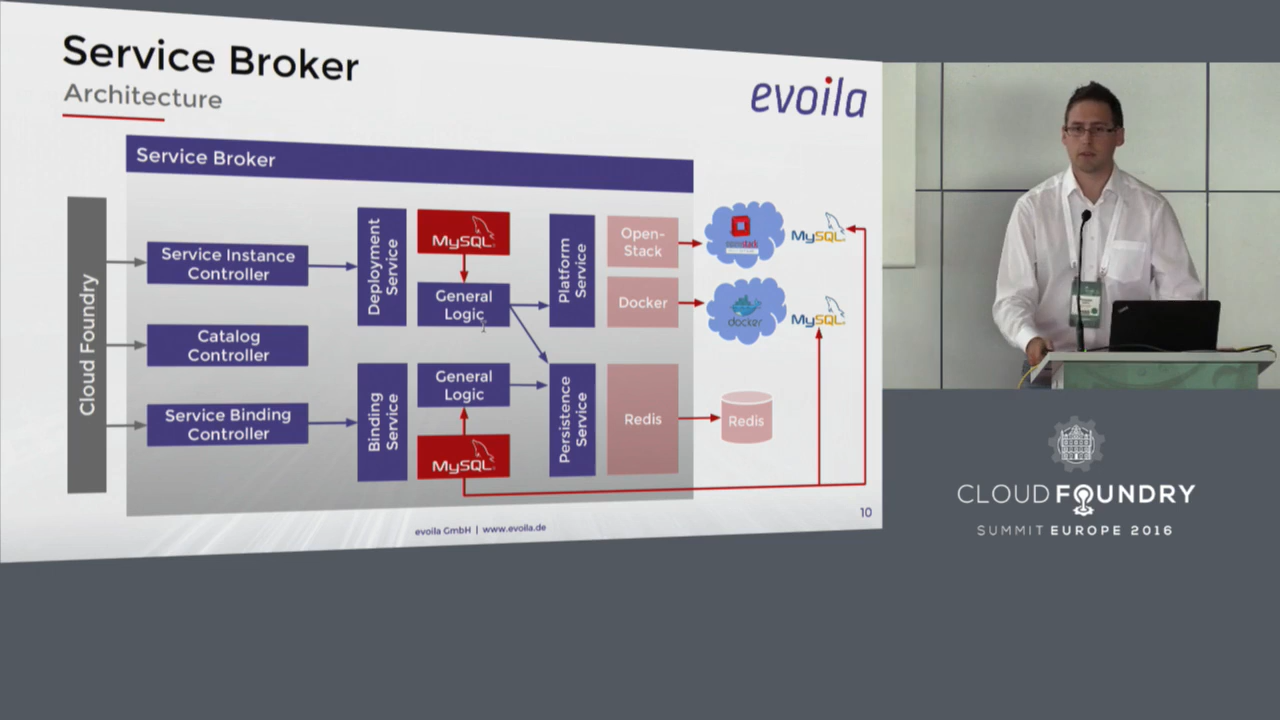 Service Broker
Architecture
evoila
Service Broker
Cloud Foundry
Service Instance
Controller
Catalog
Controller
Service Binding
Controller
Deployment
Service
MySQL
General
Logic
Binding
Service
General
Logic
MySQL
Platform
Service
Persistence
Service
Open-
Stack
Docker
Redis
openstack
MySQL
docker
MySQL
Redis
evoila GmbH | www.evoila.de
10
CLOUD FOUNDRY
SUMMIT EUROPE 2016